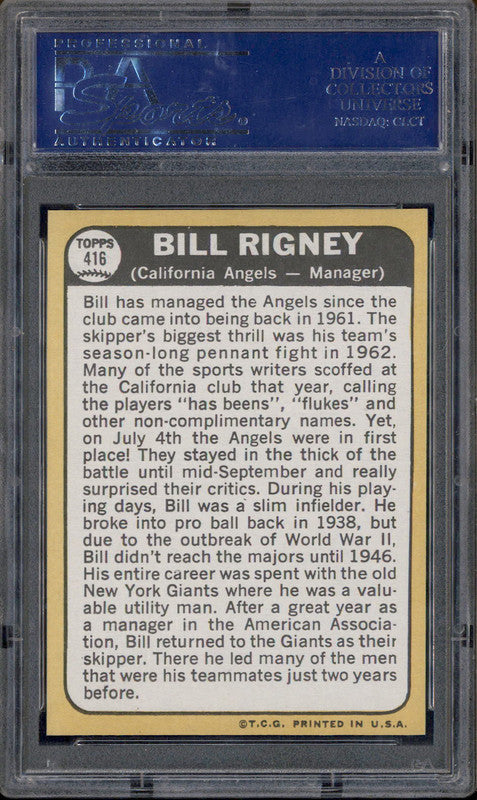 PROFESSIONAL
PSA
Sports
AUTHENTICATOR
A
DIVISION OF
COLLECTORS
UNIVERSE
NASDAQ: CLCT
TOPPS
416
BILL RIGNEY
(California Angels — Manager)
Bill has managed the Angels since the
club came into being back in 1961. The
skipper's biggest thrill was his team's
season-long pennant fight in 1962.
Many of the sports writers scoffed at
the California club that year, calling
the players "has beens", "flukes" and
other non-complimentary names. Yet,
on July 4th the Angels were in first
place! They stayed in the thick of the
battle until mid-September and really
surprised their critics. During his play-
ing days, Bill was a slim infielder. He
broke into pro ball back in 1938, but
due to the outbreak of World War II,
Bill didn't reach the majors until 1946.
His entire career was spent with the old
New York Giants where he was a valu-
able utility man. After a great year as
a manager in the American Associa-
tion, Bill returned to the Giants as their
skipper. There he led many of the men
that were his teammates just two years
before.
©T.C.G. PRINTED IN U.S.A.